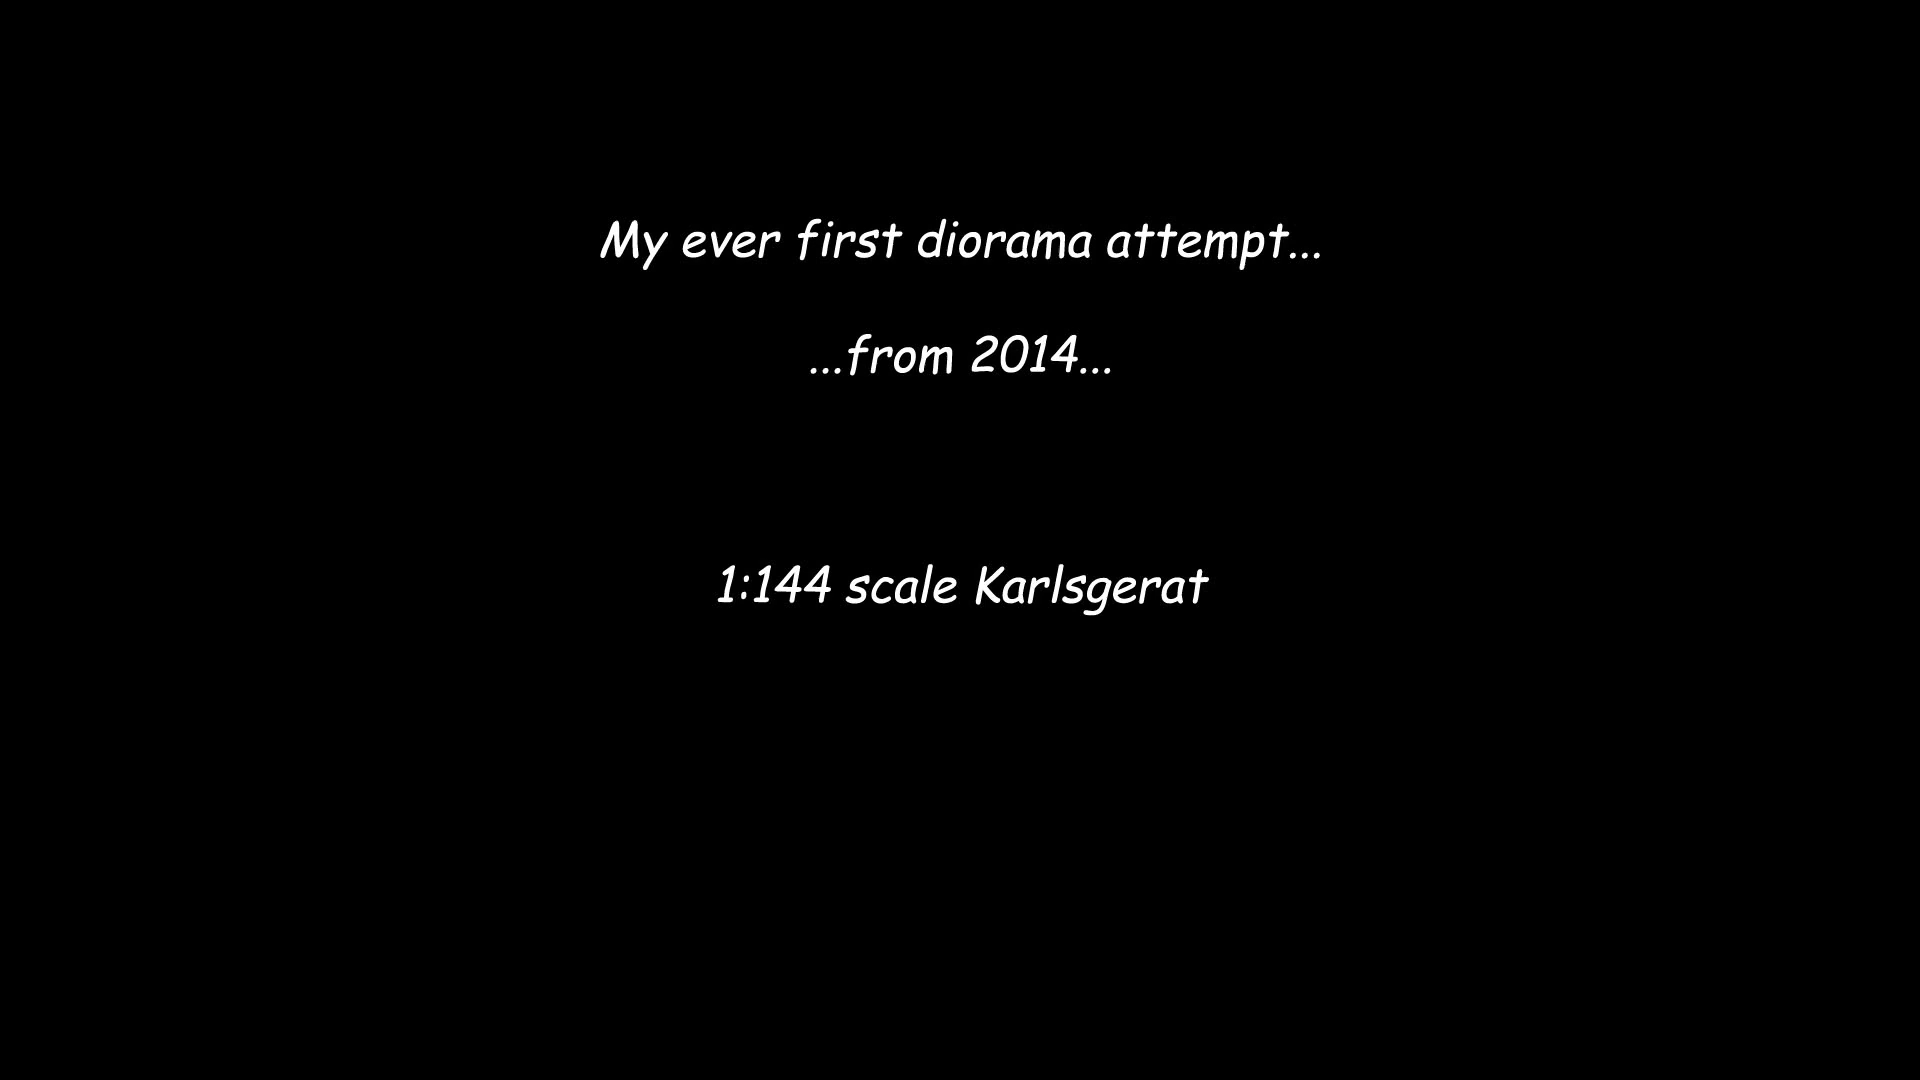 My ever first diorama attempt...
...from 2014...
1:144 scale Karlsgerat